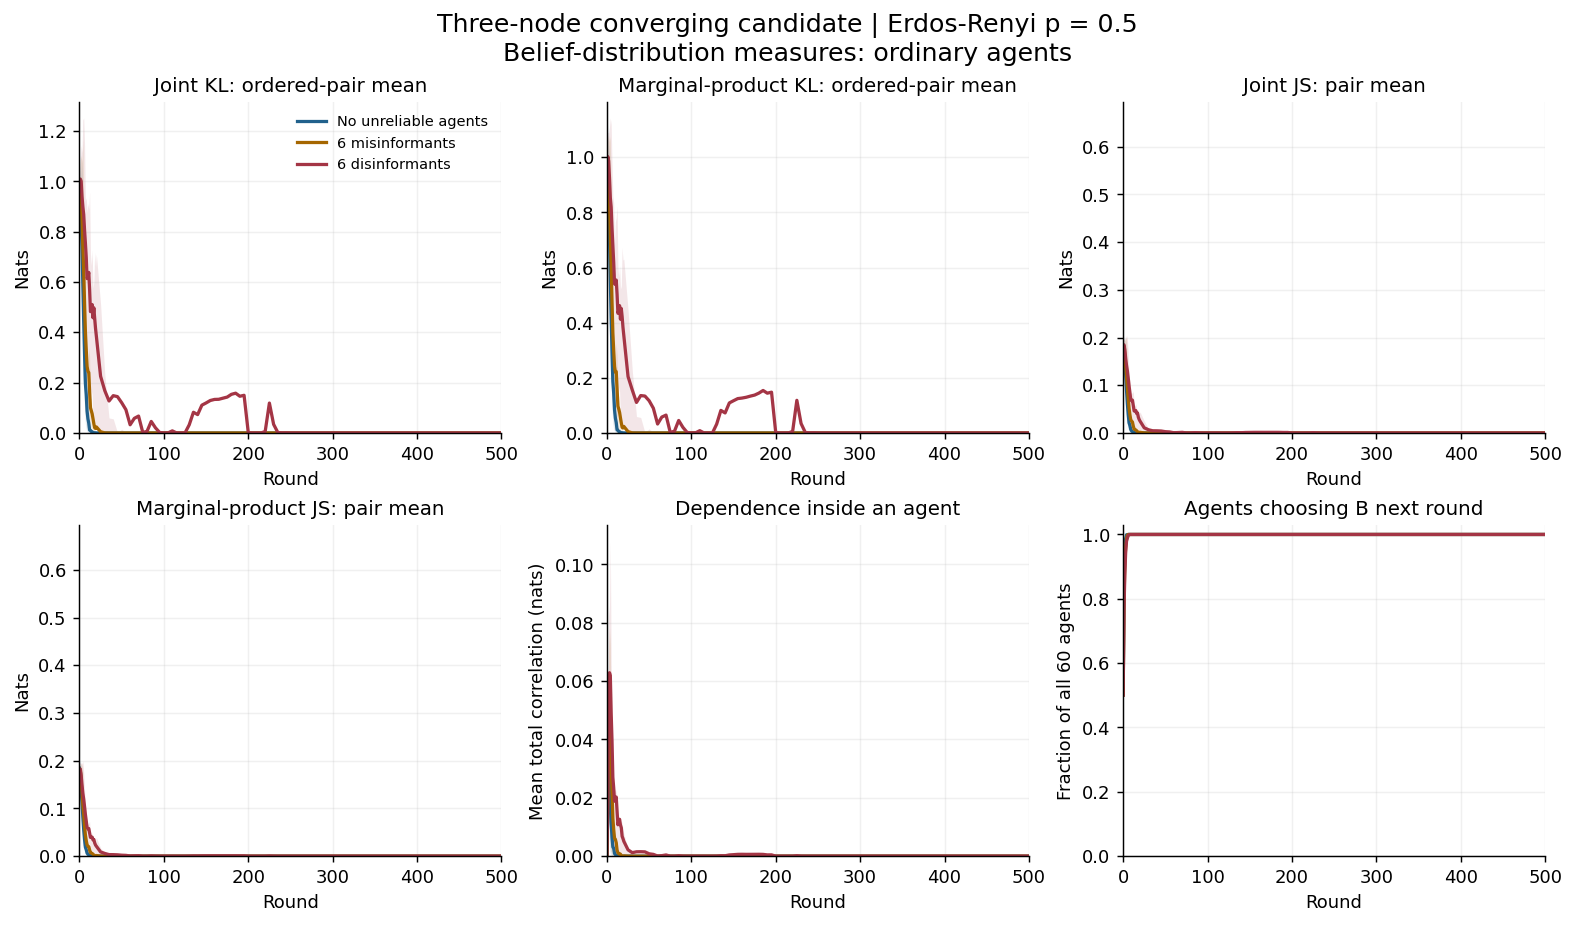 Three-node converging candidate | Erdos-Renyi p = 0.5
Belief-distribution measures: ordinary agents
Joint KL: ordered-pair mean
Nats
1.2
1.0
0.8
0.6
0.4
0.2
0.0
No unreliable agents
6 misinformants
6 disinformants
0 100 200 300 400 500
Round
Marginal-product KL: ordered-pair mean
Nats
1.0
0.8
0.6
0.4
0.2
0.0
0 100 200 300 400 500
Round
Joint JS: pair mean
Nats
0.6
0.5
0.4
0.3
0.2
0.1
0.0
0 100 200 300 400 500
Round
Marginal-product JS: pair mean
Nats
0.6
0.5
0.4
0.3
0.2
0.1
0.0
0 100 200 300 400 500
Round
Dependence inside an agent
Mean total correlation (nats)
0.10
0.08
0.06
0.04
0.02
0.00
0 100 200 300 400 500
Round
Agents choosing B next round
Fraction of all 60 agents
1.0
0.8
0.6
0.4
0.2
0.0
0 100 200 300 400 500
Round